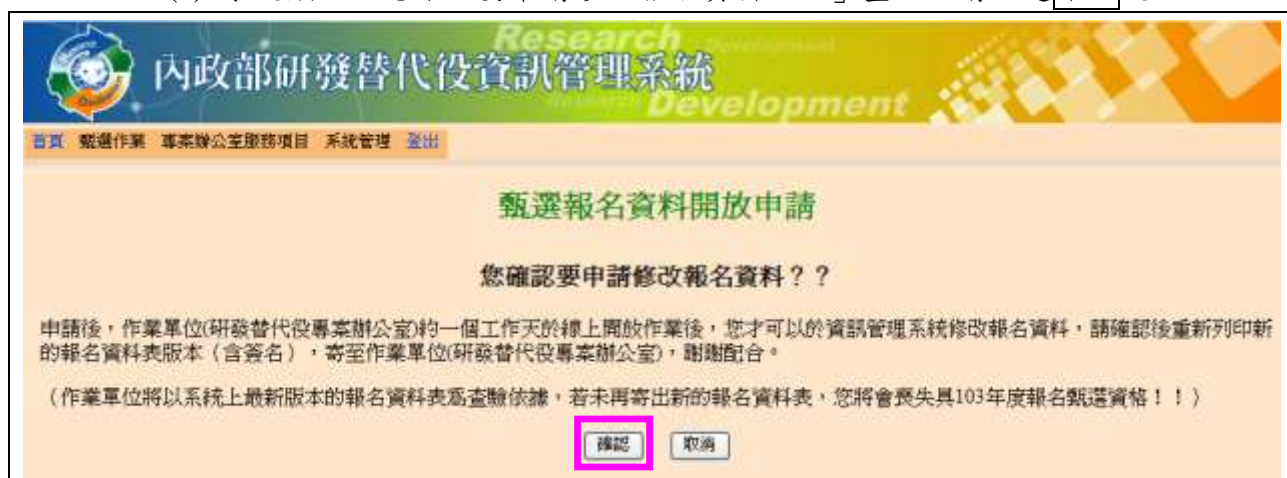 Research
Development
內政部研發替代役資訊管理系統
首頁 甄選作業 專案辦公室服務項目 系統管理 登出
甄選報名資料開放申請
您確認要申請修改報名資料？？
申請後，作業單位(研發替代役專案辦公室)約一個工作天於線上開放作業後，您才可以於資訊管理系統修改報名資料，請確認後重新列印新
的報名資料表版本（含簽名），寄至作業單位(研發替代役專案辦公室)，謝謝配合。
（作業單位將以系統上最新版本的報名資料表為查驗依據，若未再寄出新的報名資料表，您將會喪失具103年度報名甄選資格！！）
確認 取消